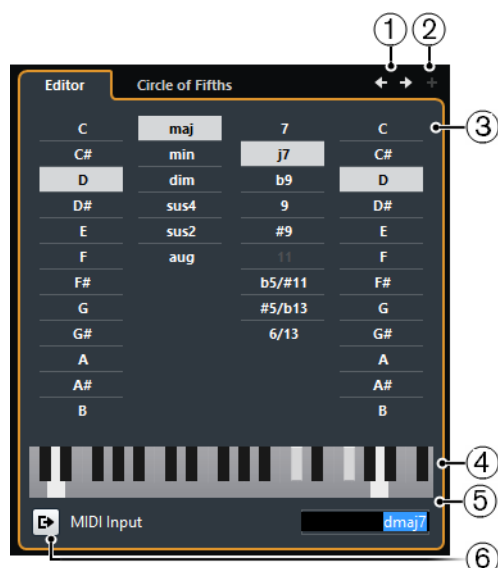 1 2
Editor Circle of Fifths
3
C maj 7 C
C# min j7 C#
D dim b9 D
D# sus4 9 D#
E sus2 #9 E
F aug 11 F
F# b5/#11 F#
G #5/b13 G
G# 6/13 G#
A A
A# A#
B B
4
5
MIDI Input dmaj7
6